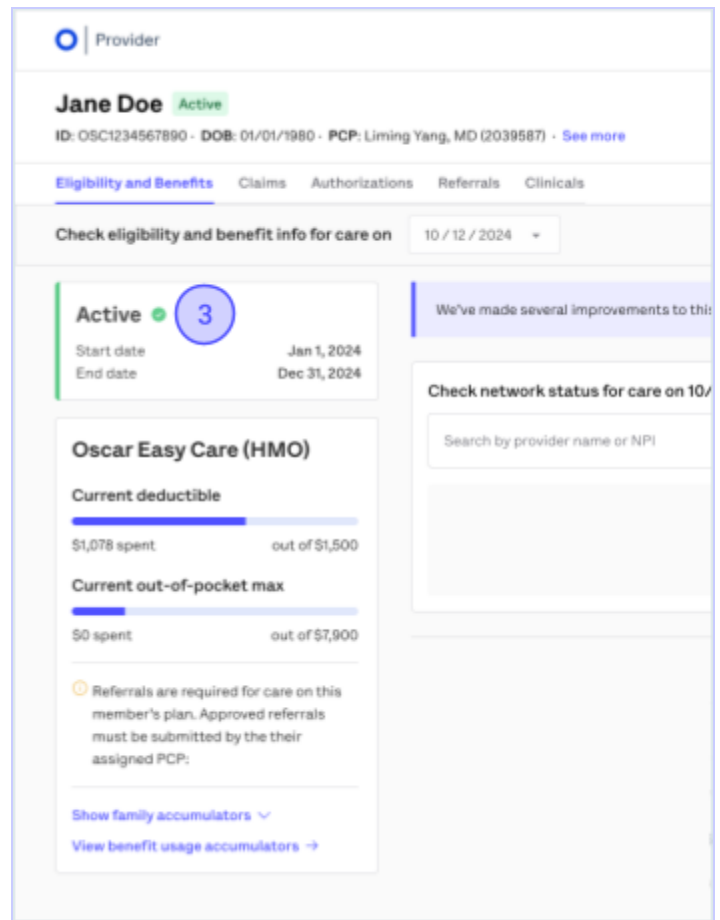 Provider
Jane Doe Active
ID: OSC1234567890 · DOB: 01/01/1980 · PCP: Liming Yang, MD (2039587) · See more
Eligibility and Benefits Claims Authorizations Referrals Clinicals
Check eligibility and benefit info for care on 10 / 12 / 2024
Active 3
Start date Jan 1, 2024
End date Dec 31, 2024
We've made several improvements to this
Check network status for care on 10/
Search by provider name or NPI
Oscar Easy Care (HMO)
Current deductible
$1,078 spent out of $1,500
Current out-of-pocket max
$0 spent out of $7,900
Referrals are required for care on this
member's plan. Approved referrals
must be submitted by the their
assigned PCP:
Show family accumulators
View benefit usage accumulators →